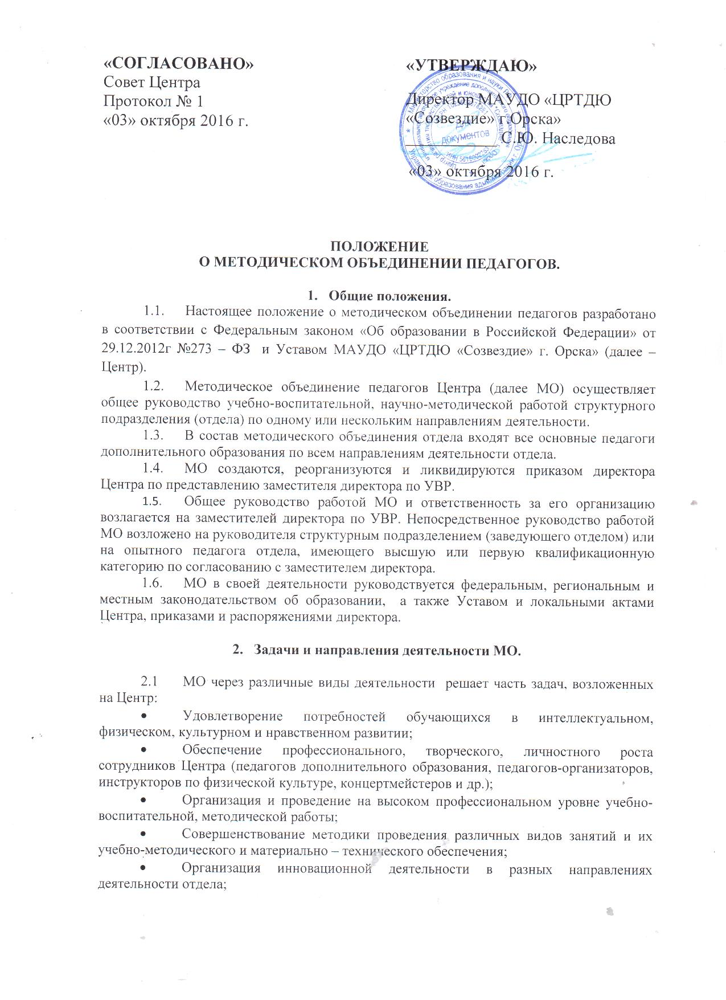 «СОГЛАСОВАНО»
Совет Центра
Протокол № 1
«03» октября 2016 г.
«УТВЕРЖДАЮ»
Директор МАУДО «ЦРТДЮ
«Созвездие» г.Орска»
___________ С.Ю. Наследова
«03» октября 2016 г.
Для
документов
ПОЛОЖЕНИЕ
О МЕТОДИЧЕСКОМ ОБЪЕДИНЕНИИ ПЕДАГОГОВ.
1. Общие положения.
1.1. Настоящее положение о методическом объединении педагогов разработано
в соответствии с Федеральным законом «Об образовании в Российской Федерации» от
29.12.2012г №273 – ФЗ и Уставом МАУДО «ЦРТДЮ «Созвездие» г. Орска» (далее –
Центр).
1.2. Методическое объединение педагогов Центра (далее МО) осуществляет
общее руководство учебно-воспитательной, научно-методической работой структурного
подразделения (отдела) по одному или нескольким направлениям деятельности.
1.3. В состав методического объединения отдела входят все основные педагоги
дополнительного образования по всем направлениям деятельности отдела.
1.4. МО создаются, реорганизуются и ликвидируются приказом директора
Центра по представлению заместителя директора по УВР.
1.5. Общее руководство работой МО и ответственность за его организацию
возлагается на заместителей директора по УВР. Непосредственное руководство работой
МО возложено на руководителя структурным подразделением (заведующего отделом) или
на опытного педагога отдела, имеющего высшую или первую квалификационную
категорию по согласованию с заместителем директора.
1.6. МО в своей деятельности руководствуется федеральным, региональным и
местным законодательством об образовании, а также Уставом и локальными актами
Центра, приказами и распоряжениями директора.
2. Задачи и направления деятельности МО.
2.1 МО через различные виды деятельности решает часть задач, возложенных
на Центр:
• Удовлетворение потребностей обучающихся в интеллектуальном,
физическом, культурном и нравственном развитии;
• Обеспечение профессионального, творческого, личностного роста
сотрудников Центра (педагогов дополнительного образования, педагогов-организаторов,
инструкторов по физической культуре, концертмейстеров и др.);
• Организация и проведение на высоком профессиональном уровне учебно-
воспитательной, методической работы;
• Совершенствование методики проведения различных видов занятий и их
учебно-методического и материально – технического обеспечения;
• Организация инновационной деятельности в разных направлениях
деятельности отдела;